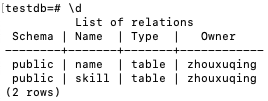 [testdb=# \d
List of relations
Schema | Name | Type | Owner
--------+-------+-------+------------
public | name | table | zhouxuqing
public | skill | table | zhouxuqing
(2 rows)